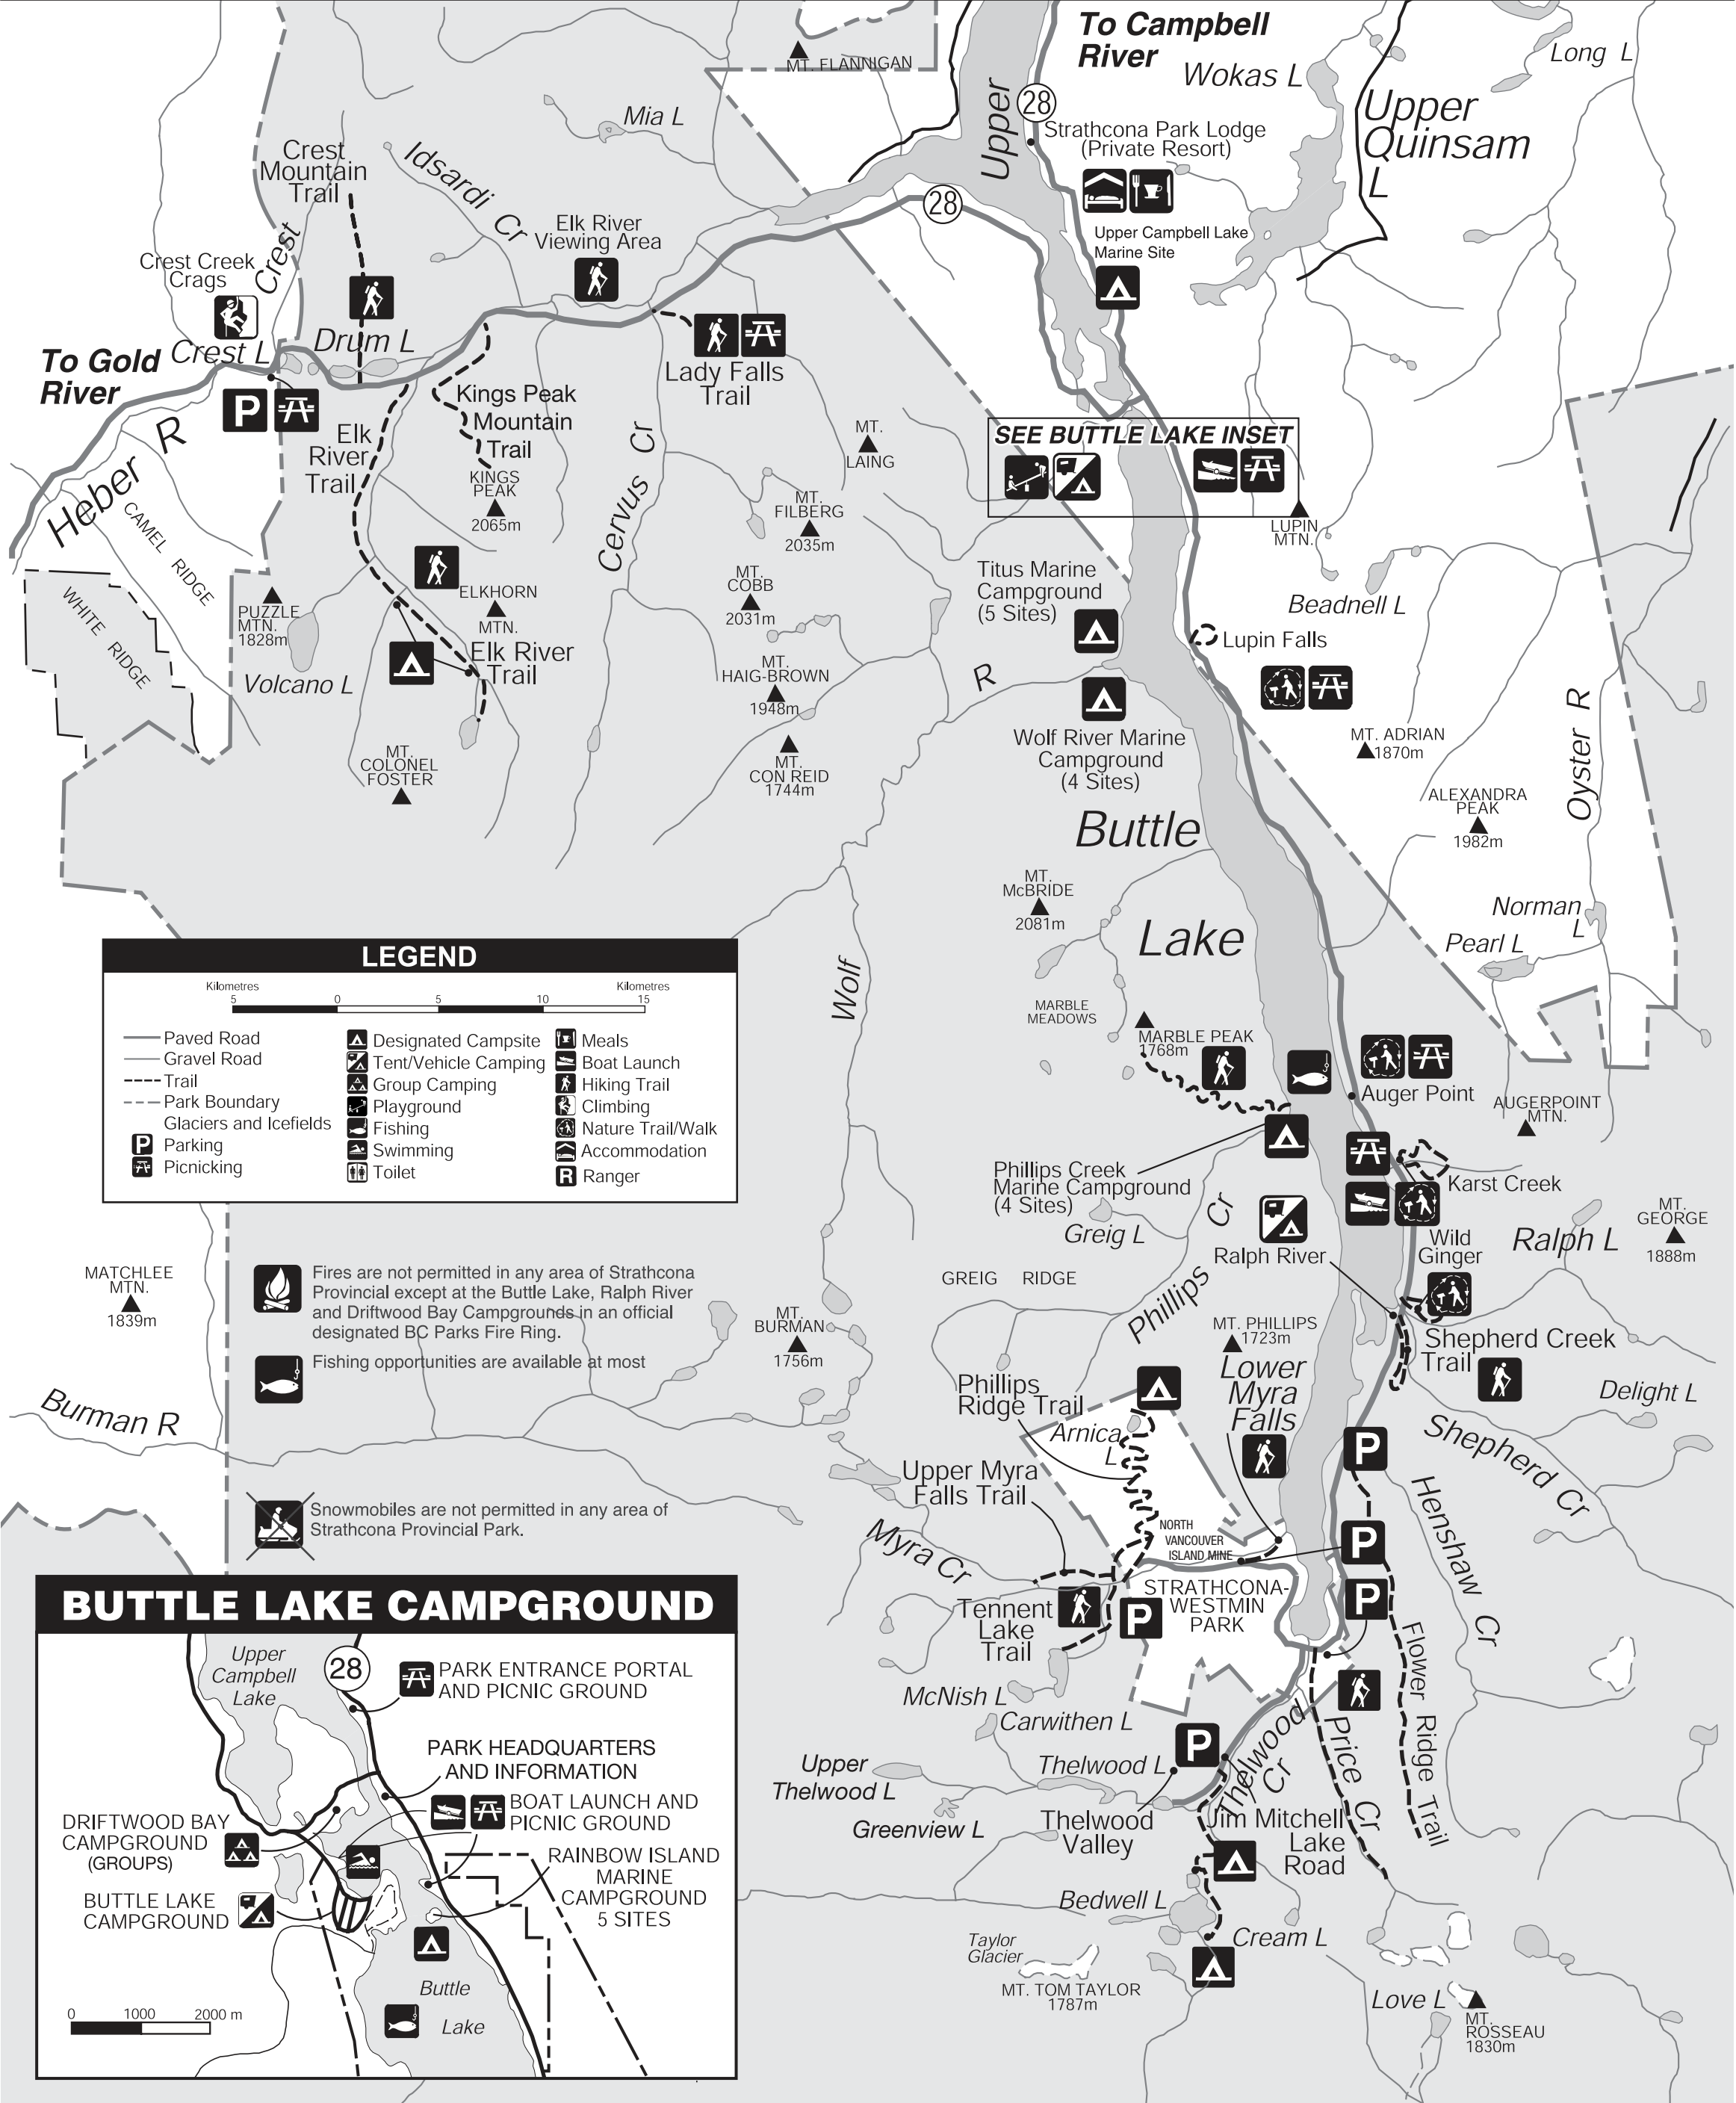 To Campbell
River
Wokas L
Long L
MT. FLANNIGAN
Upper
28
Upper
Quinsam
L
Mia L
Strathcona Park Lodge
(Private Resort)
Crest
Mountain
Trail
Idsardi Cr
28
Elk River
Viewing Area
Upper Campbell Lake
Marine Site
Crest Creek
Crags
Crest
To Gold
River
Crest L
Drum L
Lady Falls
Trail
P
Kings Peak
Mountain
Trail
Heber R
Elk
River
Trail
KINGS
PEAK
2065m
Cervus Cr
MT.
LAING
SEE BUTTLE LAKE INSET
MT.
FILBERG
2035m
LUPIN
MTN.
CAMEL RIDGE
WHITE RIDGE
PUZZLE
MTN.
1828m
ELKHORN
MTN.
MT.
COBB
2031m
Titus Marine
Campground
(5 Sites)
Beadnell L
Lupin Falls
Elk River
Trail
Volcano L
MT.
HAIG-BROWN
1948m
R
Wolf River Marine
Campground
(4 Sites)
MT. ADRIAN
1870m
Oyster R
MT.
COLONEL
FOSTER
MT.
CON REID
1744m
ALEXANDRA
PEAK
1982m
Buttle
MT.
McBRIDE
2081m
Lake
Norman
L
Pearl L
Wolf
MARBLE
MEADOWS
MARBLE PEAK
1768m
LEGEND
Kilometres
Kilometres
5 0 5 10 15
Paved Road
Gravel Road
Trail
Park Boundary
Glaciers and Icefields
P Parking
Picnicking
Designated Campsite
Tent/Vehicle Camping
Group Camping
Playground
Fishing
Swimming
Toilet
Meals
Boat Launch
Hiking Trail
Climbing
Nature Trail/Walk
Accommodation
R Ranger
Auger Point
AUGERPOINT
MTN.
Phillips Creek
Marine Campground
(4 Sites)
Karst Creek
Greig L
Ralph River
Wild
Ginger
Ralph L
MT.
GEORGE
1888m
GREIG RIDGE
Phillips Cr
MATCHLEE
MTN.
1839m
Fires are not permitted in any area of Strathcona
Provincial except at the Buttle Lake, Ralph River
and Driftwood Bay Campgrounds in an official
designated BC Parks Fire Ring.
Fishing opportunities are available at most
MT.
BURMAN
1756m
MT. PHILLIPS
1723m
Shepherd Creek
Trail
Lower
Myra
Falls
Phillips
Ridge Trail
Delight L
Burman R
Arnica
L
P
Shepherd Cr
Upper Myra
Falls Trail
Henshaw Cr
Snowmobiles are not permitted in any area of
Strathcona Provincial Park.
Myra Cr
NORTH
VANCOUVER
ISLAND MINE
P
STRATHCONA-
WESTMIN
PARK
P
Tennent
Lake
Trail
P
Flower Ridge Trail
McNish L
Carwithen L
Thelwood Cr
Price Cr
P
Upper
Thelwood L
Thelwood L
Greenview L
Thelwood
Valley
Jim Mitchell
Lake
Road
Bedwell L
Cream L
Taylor
Glacier
MT. TOM TAYLOR
1787m
Love L
MT.
ROSSEAU
1830m
BUTTLE LAKE CAMPGROUND
Upper
Campbell
Lake
28
PARK ENTRANCE PORTAL
AND PICNIC GROUND
PARK HEADQUARTERS
AND INFORMATION
BOAT LAUNCH AND
PICNIC GROUND
DRIFTWOOD BAY
CAMPGROUND
(GROUPS)
RAINBOW ISLAND
MARINE
CAMPGROUND
5 SITES
BUTTLE LAKE
CAMPGROUND
Buttle
Lake
0 1000 2000 m